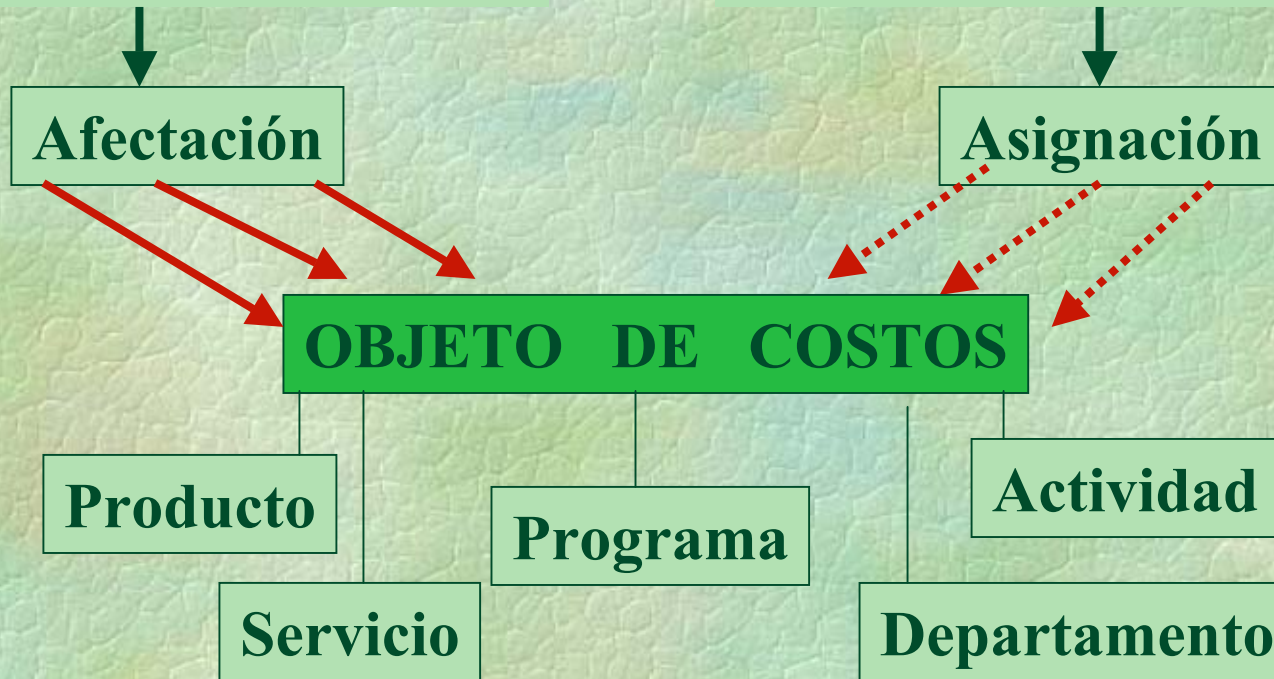 Afectación
Asignación
OBJETO DE COSTOS
Producto
Servicio
Programa
Actividad
Departamento